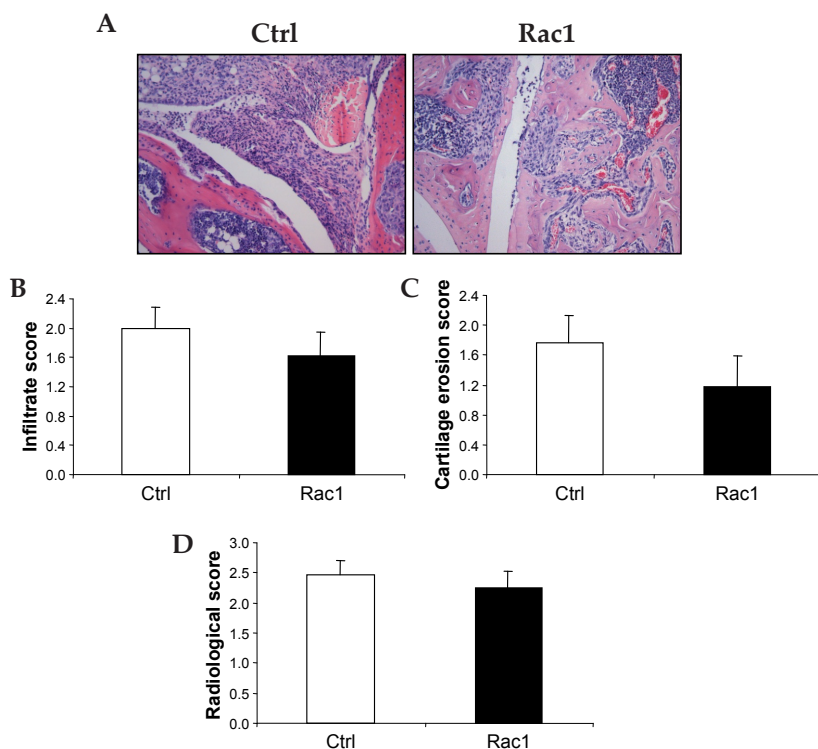 A
Ctrl
Rac1
B
Infiltrate score
2.4
2.0
1.6
1.2
0.8
0.4
0.0
Ctrl
Rac1
C
Cartilage erosion score
2.4
2.0
1.6
1.2
0.8
0.4
0.0
Ctrl
Rac1
D
Radiological score
3.0
2.5
2.0
1.5
1.0
0.5
0.0
Ctrl
Rac1